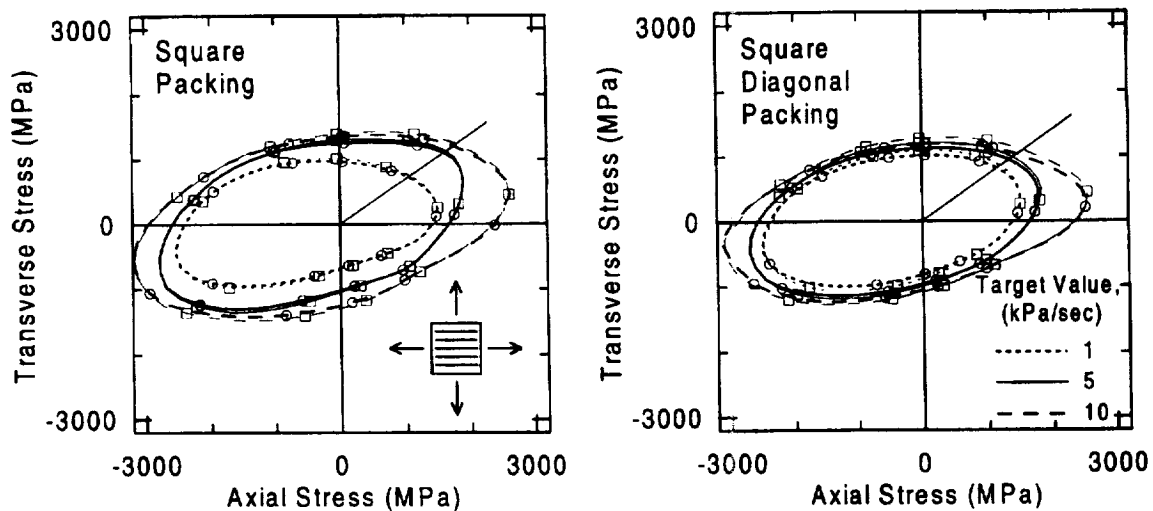 Transverse Stress (MPa)
3000
0
-3000
Square
Packing
-3000 0 3000
Axial Stress (MPa)
Transverse Stress (MPa)
3000
0
-3000
Square
Diagonal
Packing
Target Value,
(kPa/sec)
1
5
10
-3000 0 3000
Axial Stress (MPa)